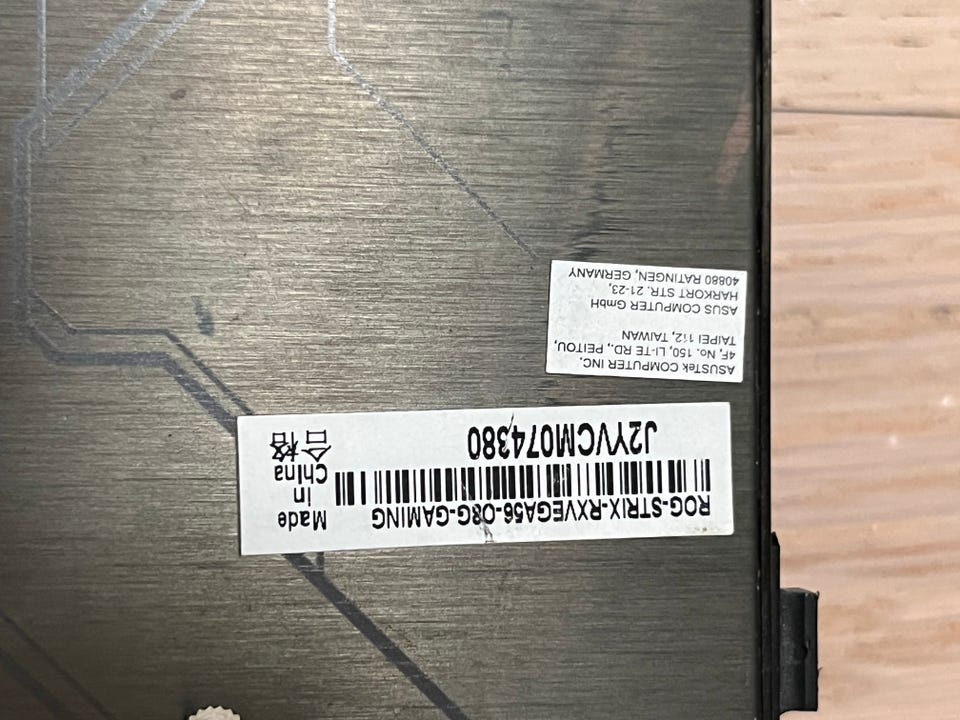 ROG-STRIX-RXVEGA56-O8G-GAMING
J2YVCM074380
Made
in
China
合格
ASUSTek COMPUTER INC.
4F, No. 150, LI-TE RD., PEITOU,
TAIPEI 112, TAIWAN
ASUS COMPUTER GmbH
HARKORT STR. 21-23,
40880 RATINGEN, GERMANY